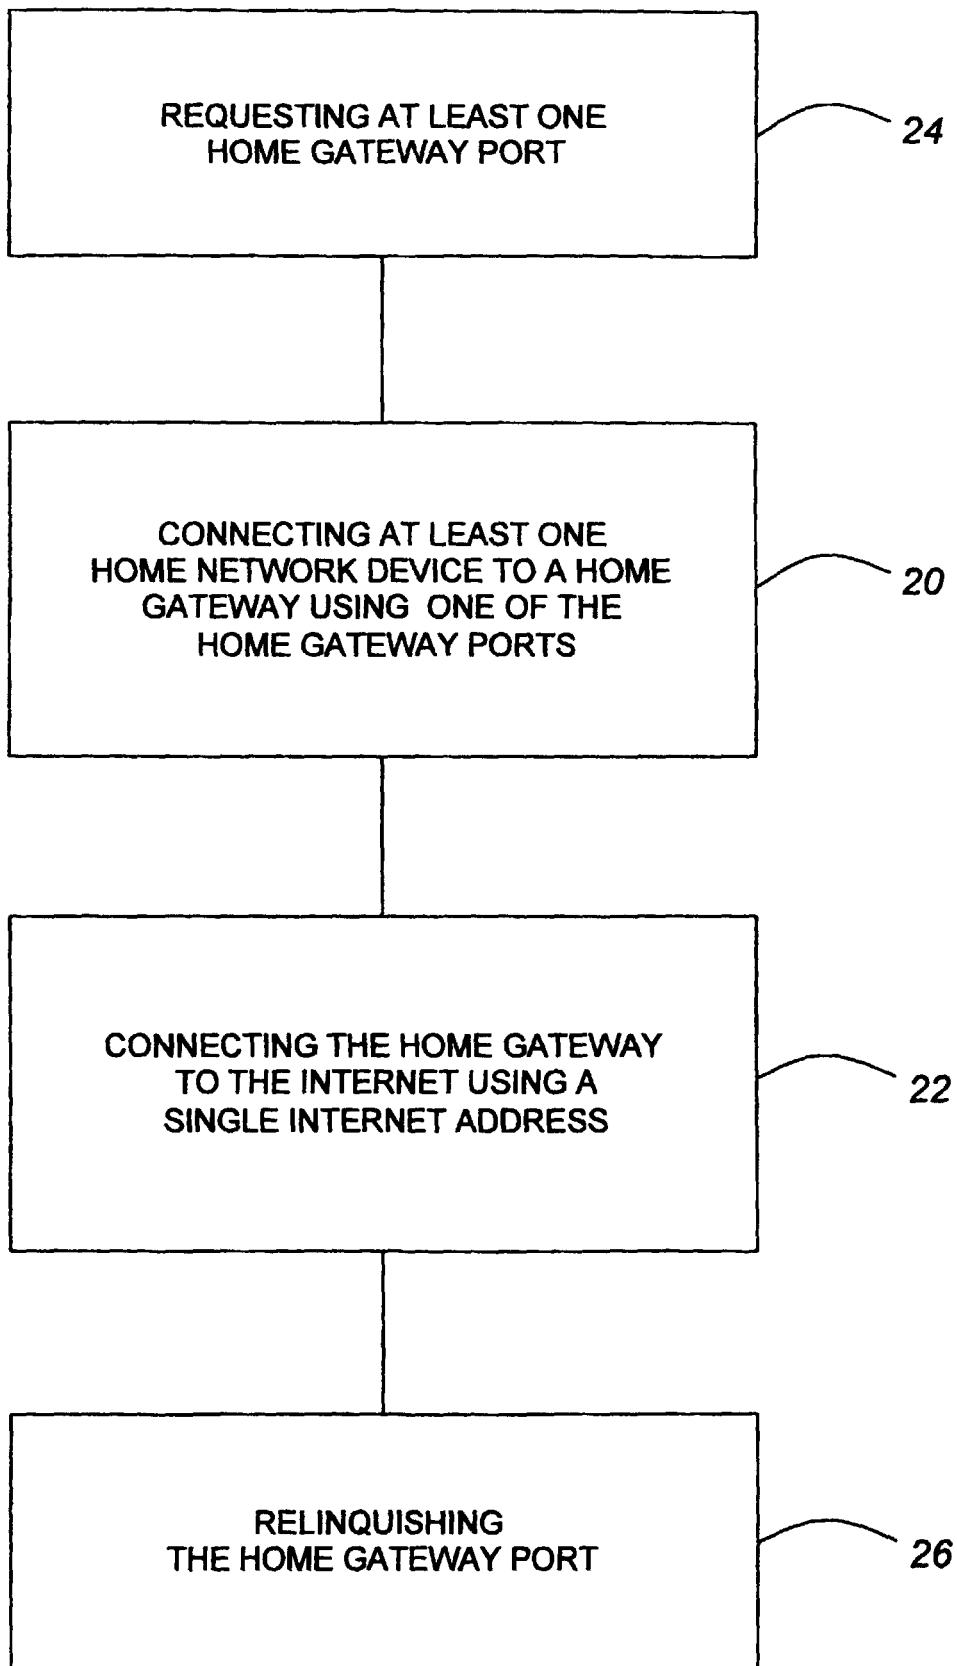 REQUESTING AT LEAST ONE
HOME GATEWAY PORT
24
CONNECTING AT LEAST ONE
HOME NETWORK DEVICE TO A HOME
GATEWAY USING ONE OF THE
HOME GATEWAY PORTS
20
CONNECTING THE HOME GATEWAY
TO THE INTERNET USING A
SINGLE INTERNET ADDRESS
22
RELINQUISHING
THE HOME GATEWAY PORT
26